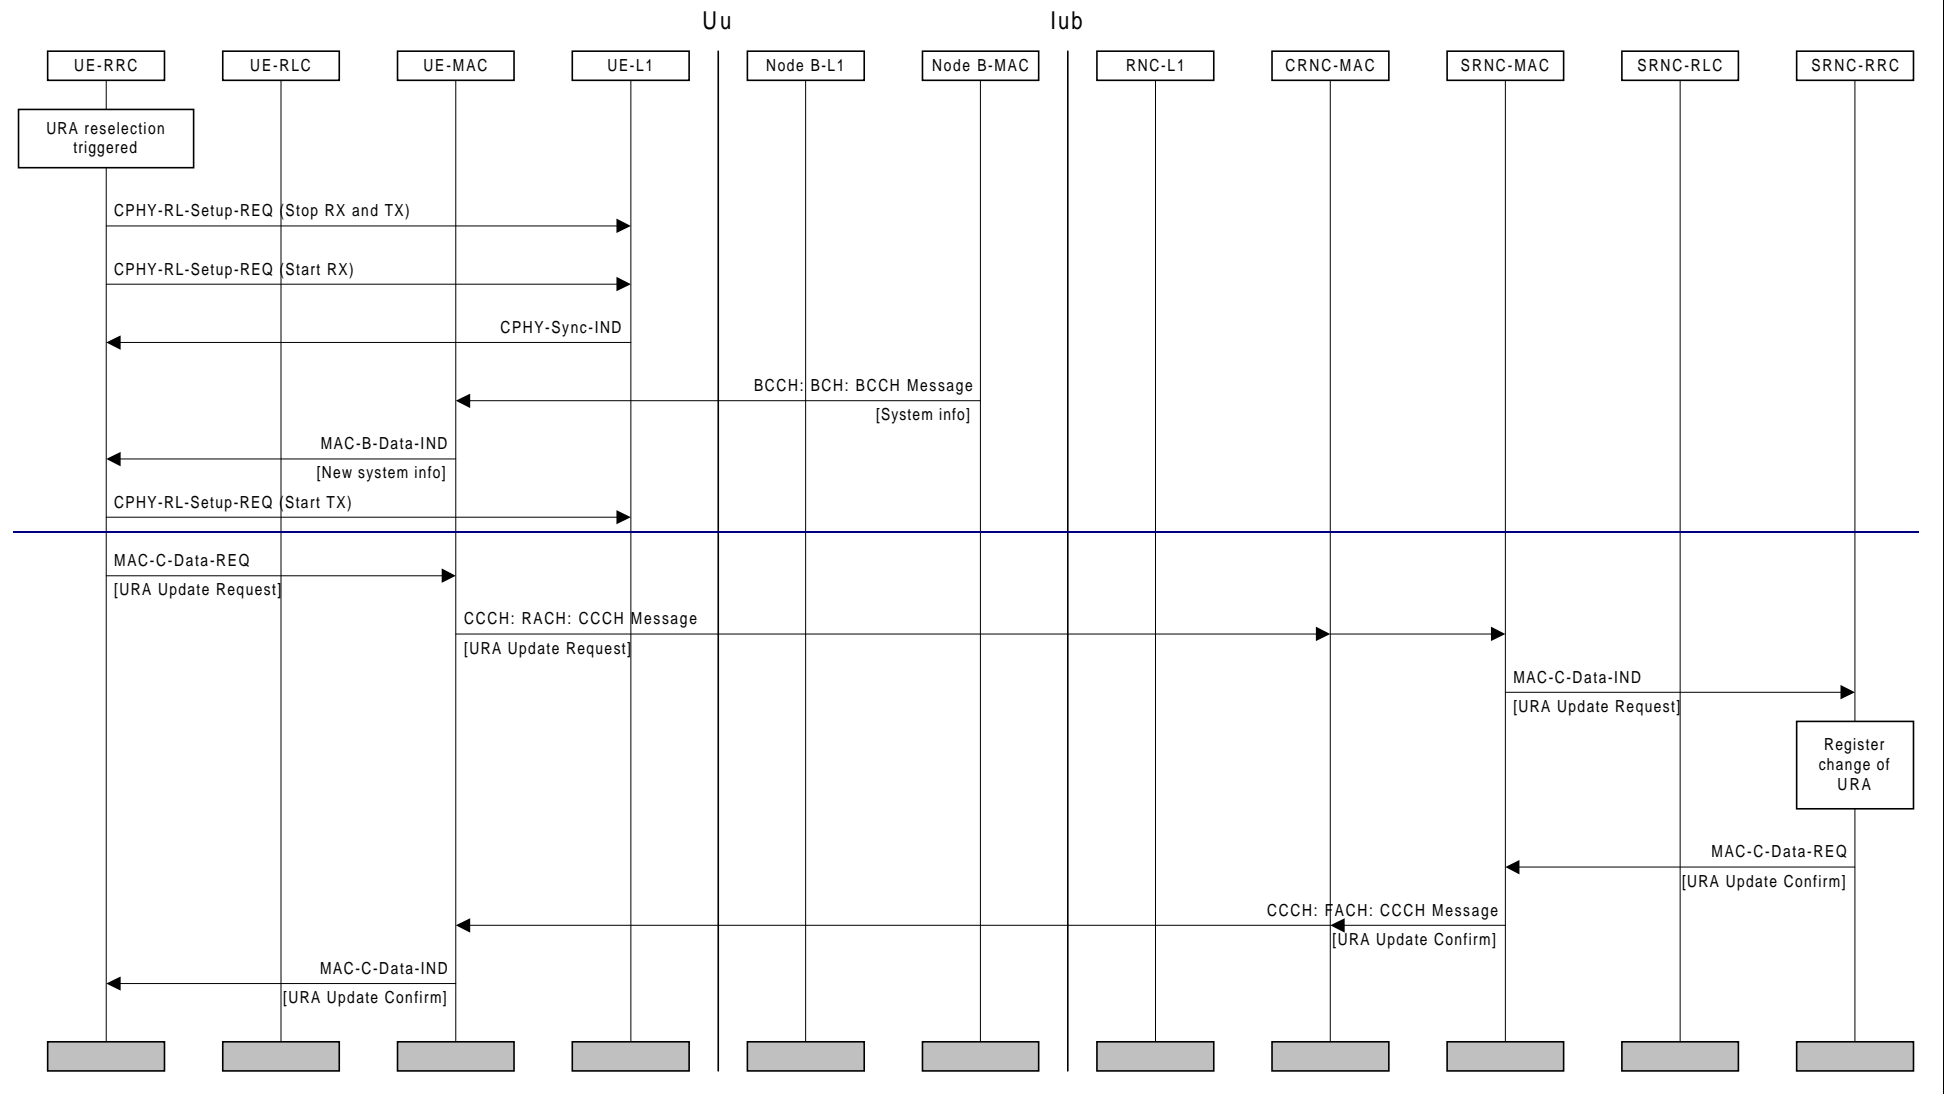 Uu
Iub
UE-RRC
UE-RLC
UE-MAC
UE-L1
Node B-L1
Node B-MAC
RNC-L1
CRNC-MAC
SRNC-MAC
SRNC-RLC
SRNC-RRC
URA reselection
triggered
CPHY-RL-Setup-REQ (Stop RX and TX)
CPHY-RL-Setup-REQ (Start RX)
CPHY-Sync-IND
BCCH: BCH: BCCH Message
[System info]
MAC-B-Data-IND
[New system info]
CPHY-RL-Setup-REQ (Start TX)
MAC-C-Data-REQ
[URA Update Request]
CCCH: RACH: CCCH Message
[URA Update Request]
MAC-C-Data-IND
[URA Update Request]
Register
change of
URA
MAC-C-Data-REQ
[URA Update Confirm]
CCCH: FACH: CCCH Message
[URA Update Confirm]
MAC-C-Data-IND
[URA Update Confirm]